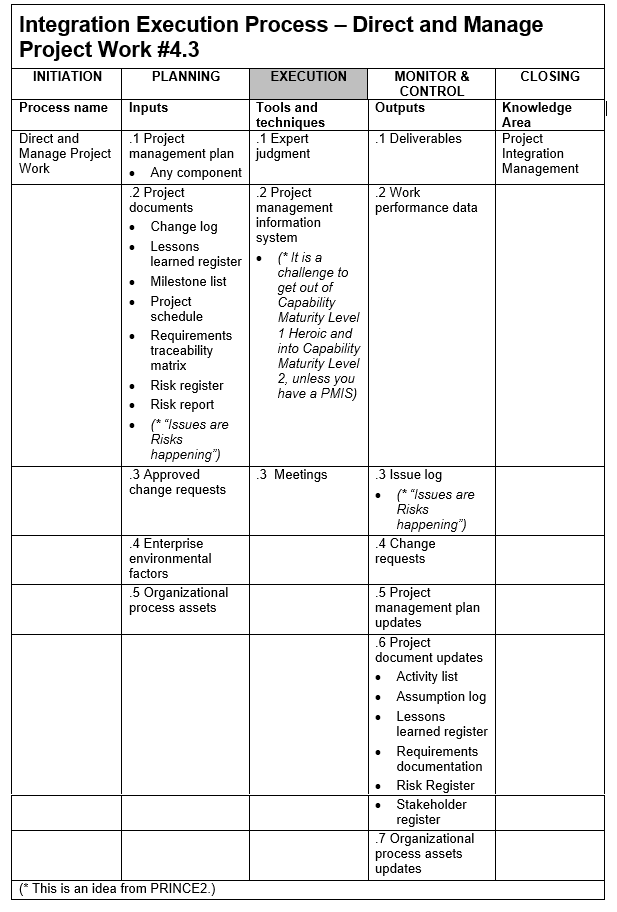 Integration Execution Process – Direct and Manage
Project Work #4.3
INITIATION
PLANNING
EXECUTION
MONITOR &
CONTROL
CLOSING
Process name
Inputs
Tools and
techniques
Outputs
Knowledge
Area
Direct and
Manage Project
Work
.1 Project
management plan
• Any component
.1 Expert
judgment
.1 Deliverables
Project
Integration
Management
.2 Project
documents
• Change log
• Lessons
learned register
• Milestone list
• Project
schedule
• Requirements
traceability
matrix
• Risk register
• Risk report
• (* “Issues are
Risks
happening”)
.2 Project
management
information
system
• (* It is a
challenge to
get out of
Capability
Maturity Level
1 Heroic and
into Capability
Maturity Level
2, unless you
have a PMIS)
.2 Work
performance data
.3 Approved
change requests
.3 Meetings
.3 Issue log
• (* “Issues are
Risks
happening”)
.4 Enterprise
environmental
factors
.4 Change
requests
.5 Organizational
process assets
.5 Project
management plan
updates
.6 Project
document updates
• Activity list
• Assumption log
• Lessons
learned register
• Requirements
documentation
• Risk Register
• Stakeholder
register
.7 Organizational
process assets
updates
(* This is an idea from PRINCE2.)